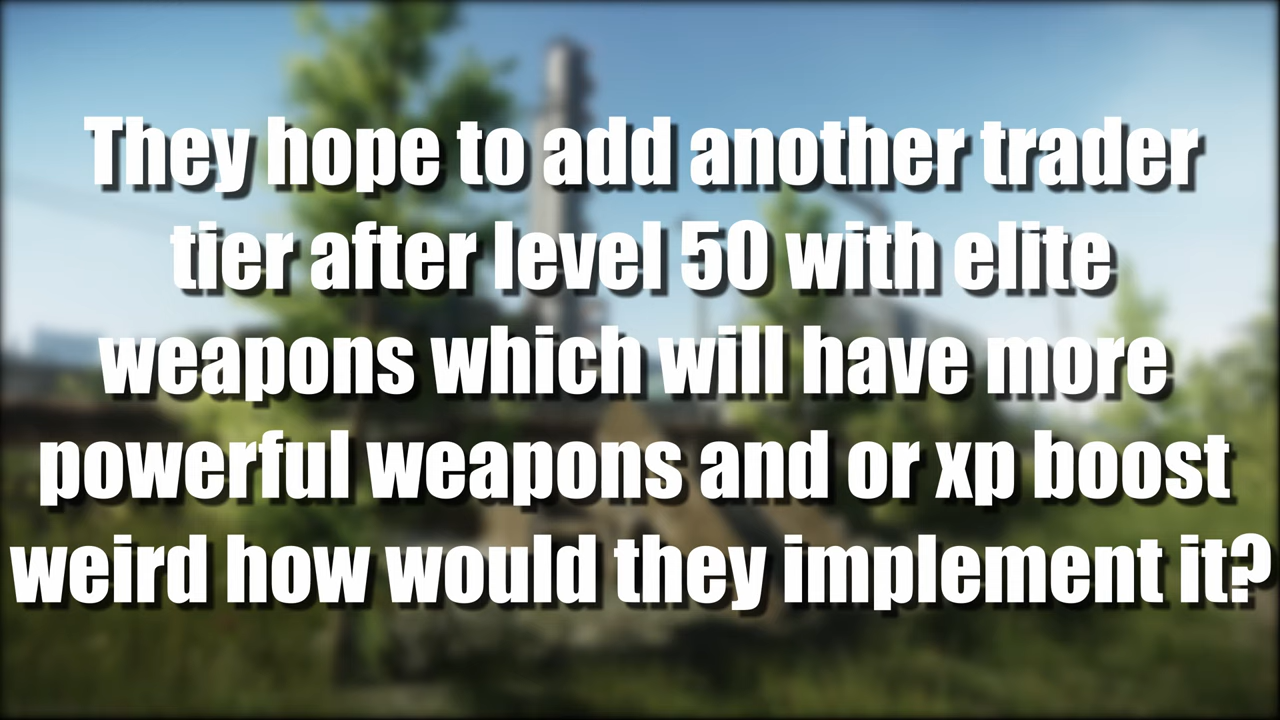 They hope to add another trader
tier after level 50 with elite
weapons which will have more
powerful weapons and or xp boost
weird how would they implement it?